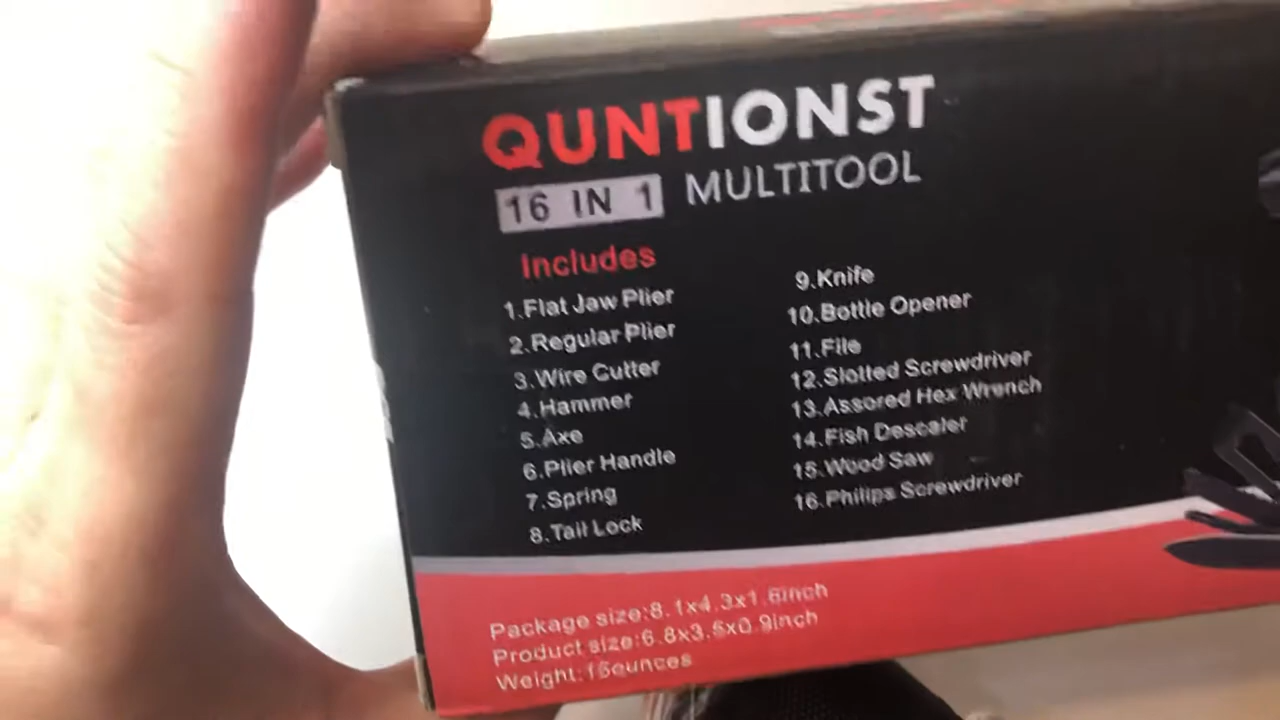 QUNTIONST
16 IN 1 MULTITOOL
Includes
1.Flat Jaw Plier
2.Regular Plier
3.Wire Cutter
4.Hammer
5.Axe
6.Plier Handle
7.Spring
8.Tail Lock
9.Knife
10.Bottle Opener
11.File
12.Slotted Screwdriver
13.Assored Hex Wrench
14.Fish Descaler
15.Wood Saw
16.Philips Screwdriver
Package size:8.1x4.3x1.6inch
Product size:6.8x3.5x0.9inch
Weight:15ounces